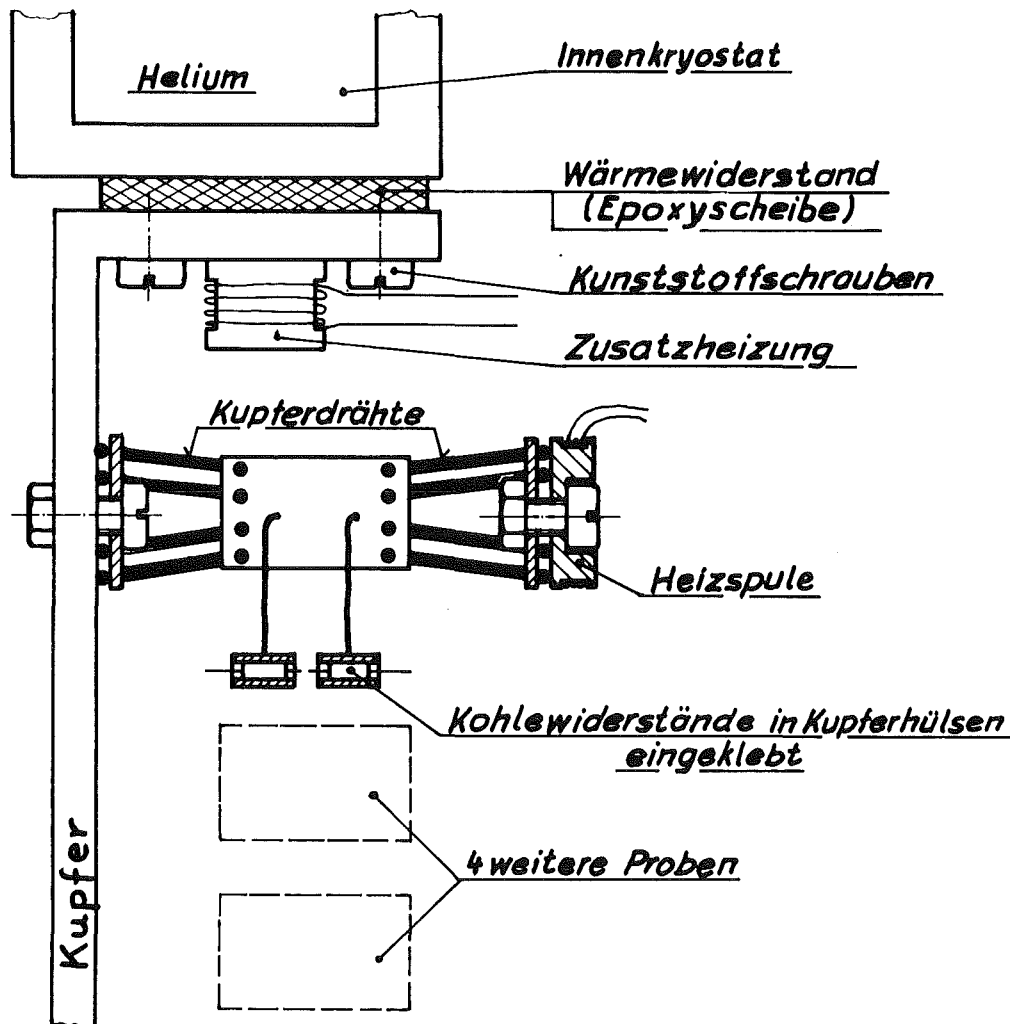 Helium
Innenkryostat
Wärmewiderstand
(Epoxyscheibe)
Kunststoffschrauben
Zusatzheizung
Kupferdrähte
Heizspule
Kohlewiderstände in Kupferhülsen
eingeklebt
4 weitere Proben
Kupfer